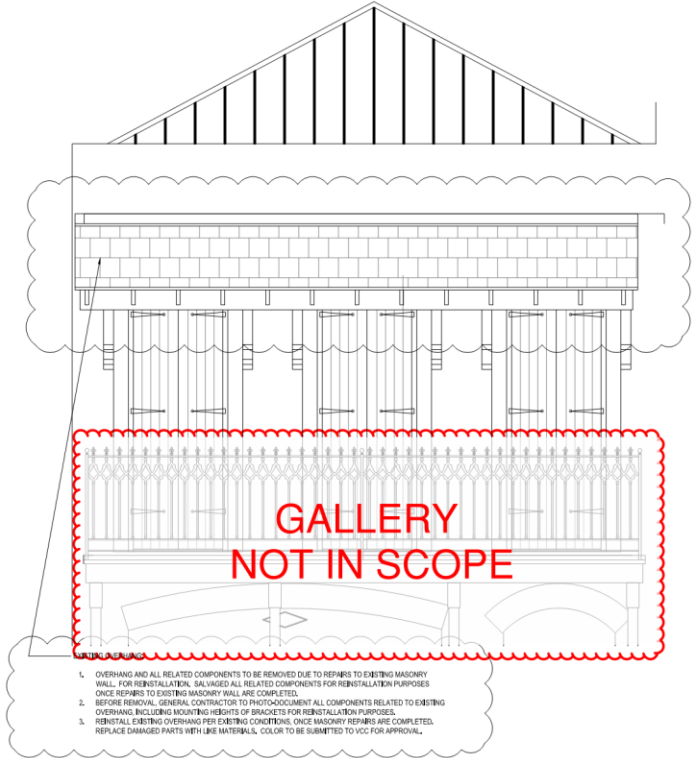 GALLERY
NOT IN SCOPE
EXISTING OVERHANG:
1. OVERHANG AND ALL RELATED COMPONENTS TO BE REMOVED DUE TO REPAIRS TO EXISTING MASONRY
WALL, FOR REINSTALLATION. SALVAGED ALL RELATED COMPONENTS FOR REINSTALLATION PURPOSES
ONCE REPAIRS TO EXISTING MASONRY WALL ARE COMPLETED.
2. BEFORE REMOVAL, GENERAL CONTRACTOR TO PHOTO-DOCUMENT ALL COMPONENTS RELATED TO EXISTING
OVERHANG, INCLUDING MOUNTING HEIGHTS OF BRACKETS FOR REINSTALLATION PURPOSES.
3. REINSTALL EXISTING OVERHANG PER EXISTING CONDITIONS, ONCE MASONRY REPAIRS ARE COMPLETED.
REPLACE DAMAGED PARTS WITH LIKE MATERIALS. COLOR TO BE SUBMITTED TO VCC FOR APPROVAL.